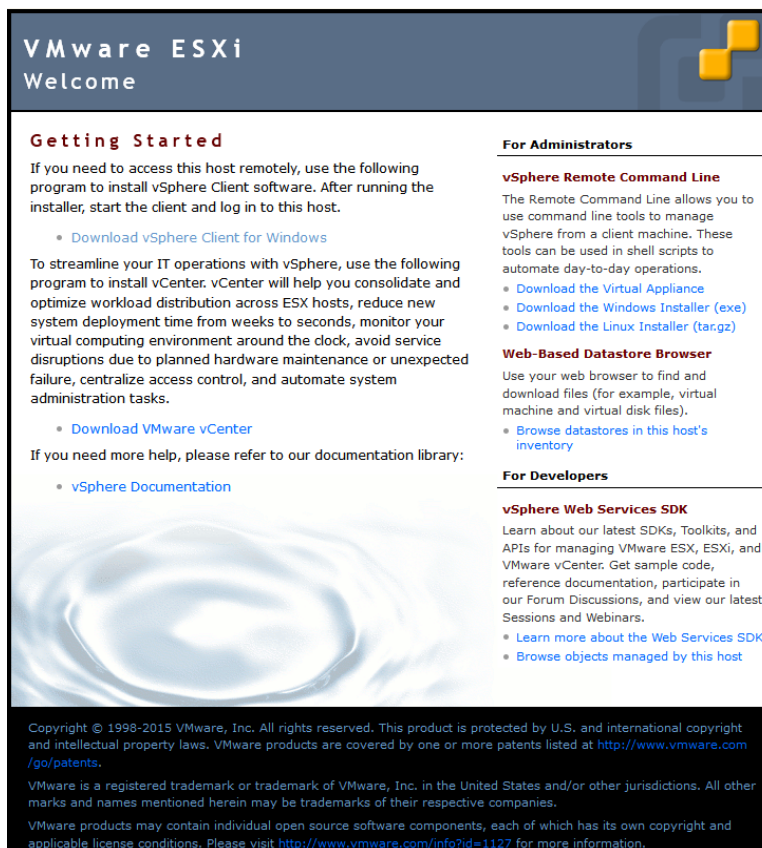 VMware ESXi
Welcome
Getting Started
If you need to access this host remotely, use the following
program to install vSphere Client software. After running the
installer, start the client and log in to this host.
Download vSphere Client for Windows
To streamline your IT operations with vSphere, use the following
program to install vCenter. vCenter will help you consolidate and
optimize workload distribution across ESX hosts, reduce new
system deployment time from weeks to seconds, monitor your
virtual computing environment around the clock, avoid service
disruptions due to planned hardware maintenance or unexpected
failure, centralize access control, and automate system
administration tasks.
Download VMware vCenter
If you need more help, please refer to our documentation library:
vSphere Documentation
For Administrators
vSphere Remote Command Line
The Remote Command Line allows you to
use command line tools to manage
vSphere from a client machine. These
tools can be used in shell scripts to
automate day-to-day operations.
Download the Virtual Appliance
Download the Windows Installer (exe)
Download the Linux Installer (tar.gz)
Web-Based Datastore Browser
Use your web browser to find and
download files (for example, virtual
machine and virtual disk files).
Browse datastores in this host's
inventory
For Developers
vSphere Web Services SDK
Learn about our latest SDKs, Toolkits, and
APIs for managing VMware ESX, ESXi, and
VMware vCenter. Get sample code,
reference documentation, participate in
our Forum Discussions, and view our latest
Sessions and Webinars.
Learn more about the Web Services SDK
Browse objects managed by this host
Copyright © 1998-2015 VMware, Inc. All rights reserved. This product is protected by U.S. and international copyright
and intellectual property laws. VMware products are covered by one or more patents listed at http://www.vmware.com
/go/patents.
VMware is a registered trademark or trademark of VMware, Inc. in the United States and/or other jurisdictions. All other
marks and names mentioned herein may be trademarks of their respective companies.
VMware products may contain individual open source software components, each of which has its own copyright and
applicable license conditions. Please visit http://www.vmware.com/info?id=1127 for more information.